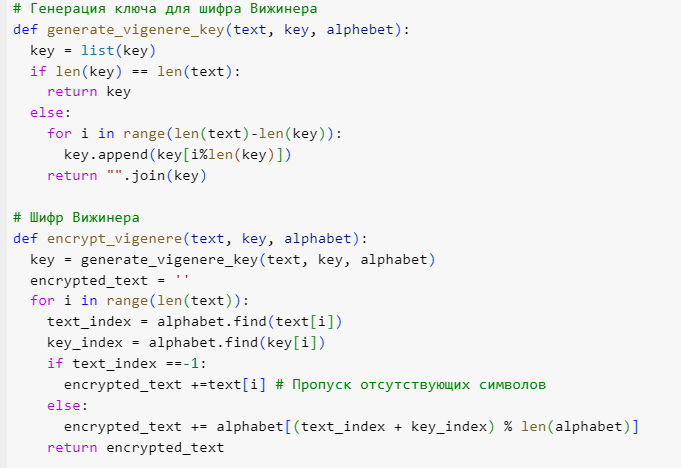 # Генерация ключа для шифра Вижинера
def generate_vigenere_key(text, key, alphebet):
  key = list(key)
  if len(key) == len(text):
    return key
  else:
    for i in range(len(text)-len(key)):
      key.append(key[i%len(key)])
    return "".join(key)

# Шифр Вижинера
def encrypt_vigenere(text, key, alphabet):
  key = generate_vigenere_key(text, key, alphabet)
  encrypted_text = ''
  for i in range(len(text)):
    text_index = alphabet.find(text[i])
    key_index = alphabet.find(key[i])
    if text_index ==-1:
      encrypted_text +=text[i] # Пропуск отсутствующих символов
    else:
      encrypted_text += alphabet[(text_index + key_index) % len(alphabet)]
    return encrypted_text